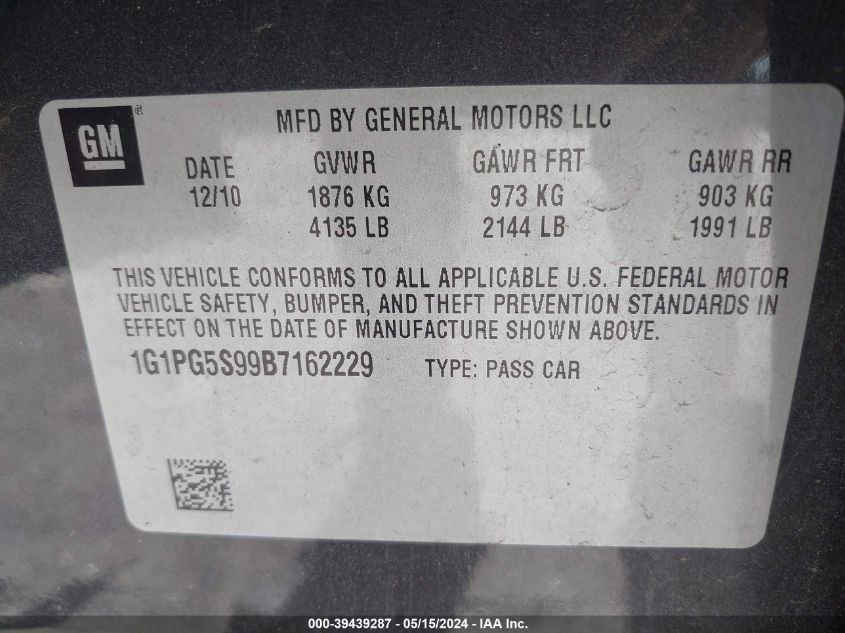 GM ®
MFD BY GENERAL MOTORS LLC
DATE GVWR GAWR FRT GAWR RR
12/10 1876 KG 973 KG 903 KG
4135 LB 2144 LB 1991 LB
THIS VEHICLE CONFORMS TO ALL APPLICABLE U.S. FEDERAL MOTOR
VEHICLE SAFETY, BUMPER, AND THEFT PREVENTION STANDARDS IN
EFFECT ON THE DATE OF MANUFACTURE SHOWN ABOVE.
1G1PG5S99B7162229 TYPE: PASS CAR
000-39439287 - 05/15/2024 - IAA Inc.